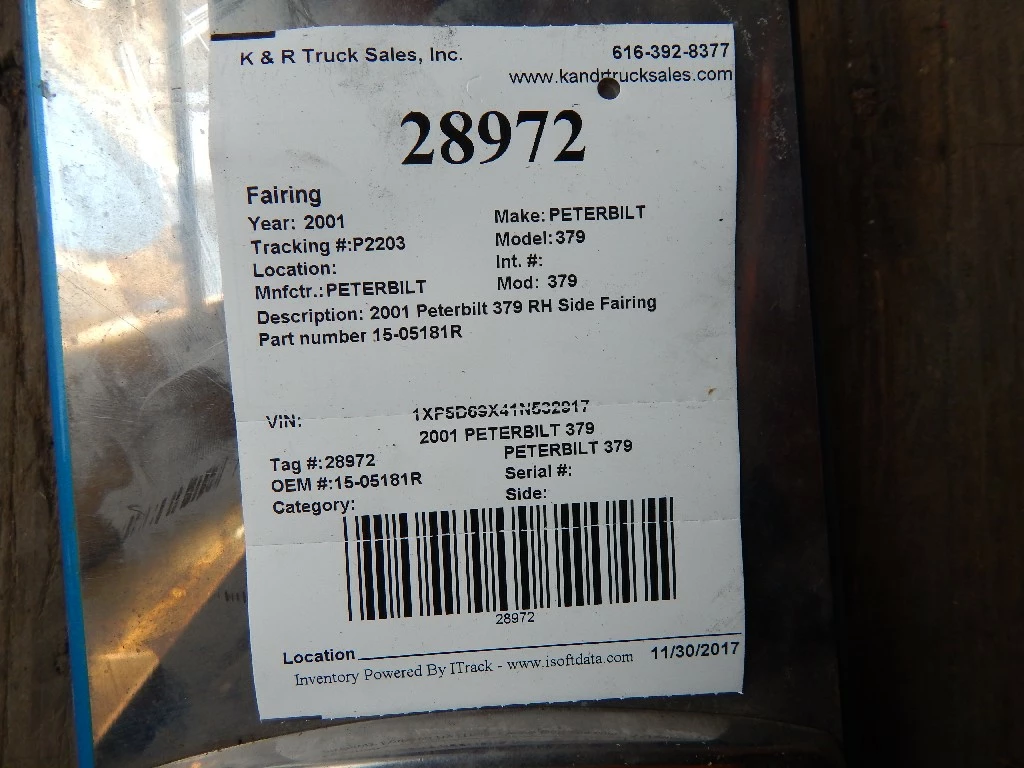 K & R Truck Sales, Inc. 616-392-8377
www.kandrtrucksales.com
28972
Fairing
Year: 2001 Make: PETERBILT
Tracking #:P2203 Model: 379
Location: Int. #:
Mnfctr.: PETERBILT Mod: 379
Description: 2001 Peterbilt 379 RH Side Fairing
Part number 15-05181R
VIN: 1XP5D69X41N532917
2001 PETERBILT 379
Tag #: 28972 PETERBILT 379
OEM #:15-05181R Serial #:
Category: Side:
28972
Location 11/30/2017
Inventory Powered By ITrack - www.isoftdata.com